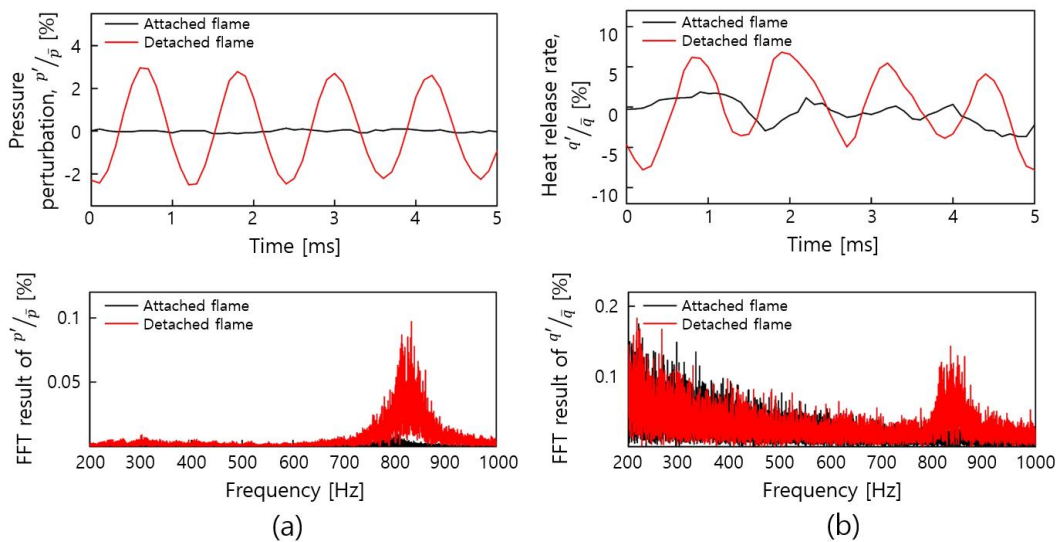 Attached flame
Detached flame
Pressure
perturbation, p′/p̄ [%]
4
2
0
-2
0 1 2 3 4 5
Time [ms]
Attached flame
Detached flame
Heat release rate,
q′/q̄ [%]
10
5
0
-5
-10
0 1 2 3 4 5
Time [ms]
Attached flame
Detached flame
FFT result of p′/p̄ [%]
0.1
0.05
200 300 400 500 600 700 800 900 1000
Frequency [Hz]
(a)
Attached flame
Detached flame
FFT result of q′/q̄ [%]
0.2
0.1
200 300 400 500 600 700 800 900 1000
Frequency [Hz]
(b)